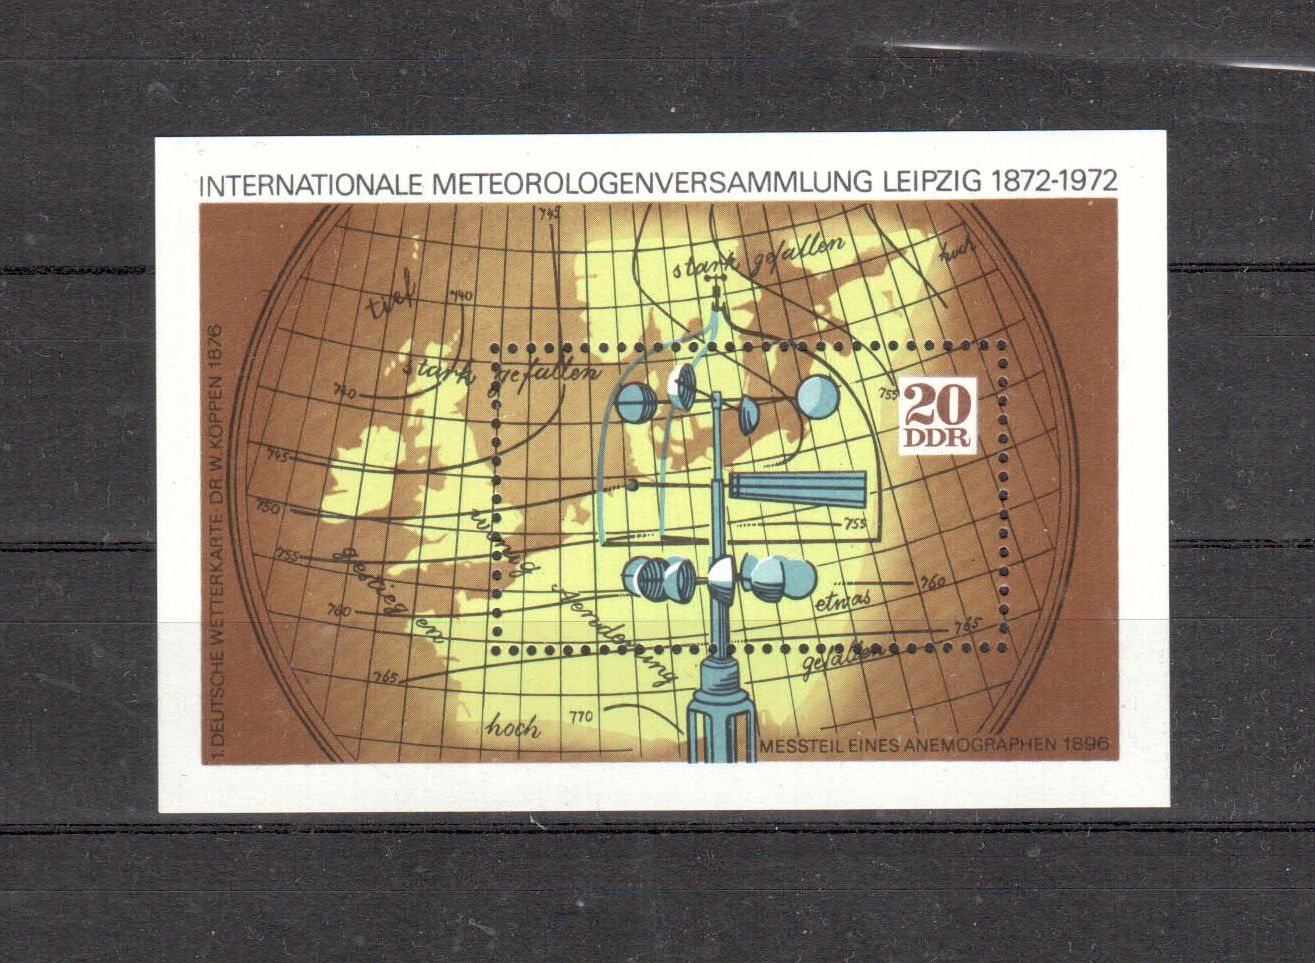 INTERNATIONALE METEOROLOGENVERSAMMLUNG LEIPZIG 1872-1972
745
stark gefallen
hoch
tief
740
stark gefallen
740
755
20
DDR
745
750
wenig
755
755
gestiegen
760
Aenderung
etwas
760
765
765
gefallen
hoch
770
MESSTEIL EINES ANEMOGRAPHEN 1896
1. DEUTSCHE WETTERKARTE · DR. W. KÖPPEN 1876